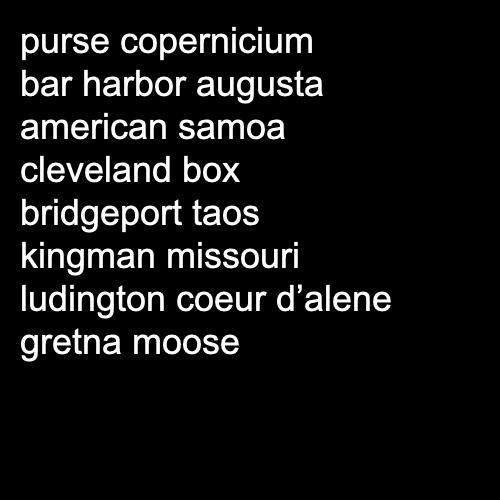 purse copernicium
bar harbor augusta
american samoa
cleveland box
bridgeport taos
kingman missouri
ludington coeur d’alene
gretna moose